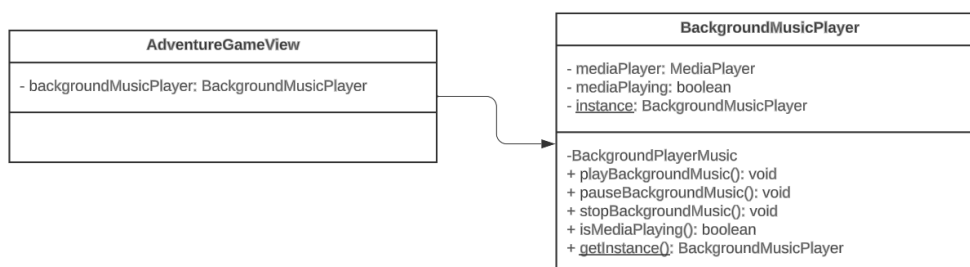 AdventureGameView
- backgroundMusicPlayer: BackgroundMusicPlayer
BackgroundMusicPlayer
- mediaPlayer: MediaPlayer
- mediaPlaying: boolean
- instance: BackgroundMusicPlayer
-BackgroundPlayerMusic
+ playBackgroundMusic(): void
+ pauseBackgroundMusic(): void
+ stopBackgroundMusic(): void
+ isMediaPlaying(): boolean
+ getInstance(): BackgroundMusicPlayer